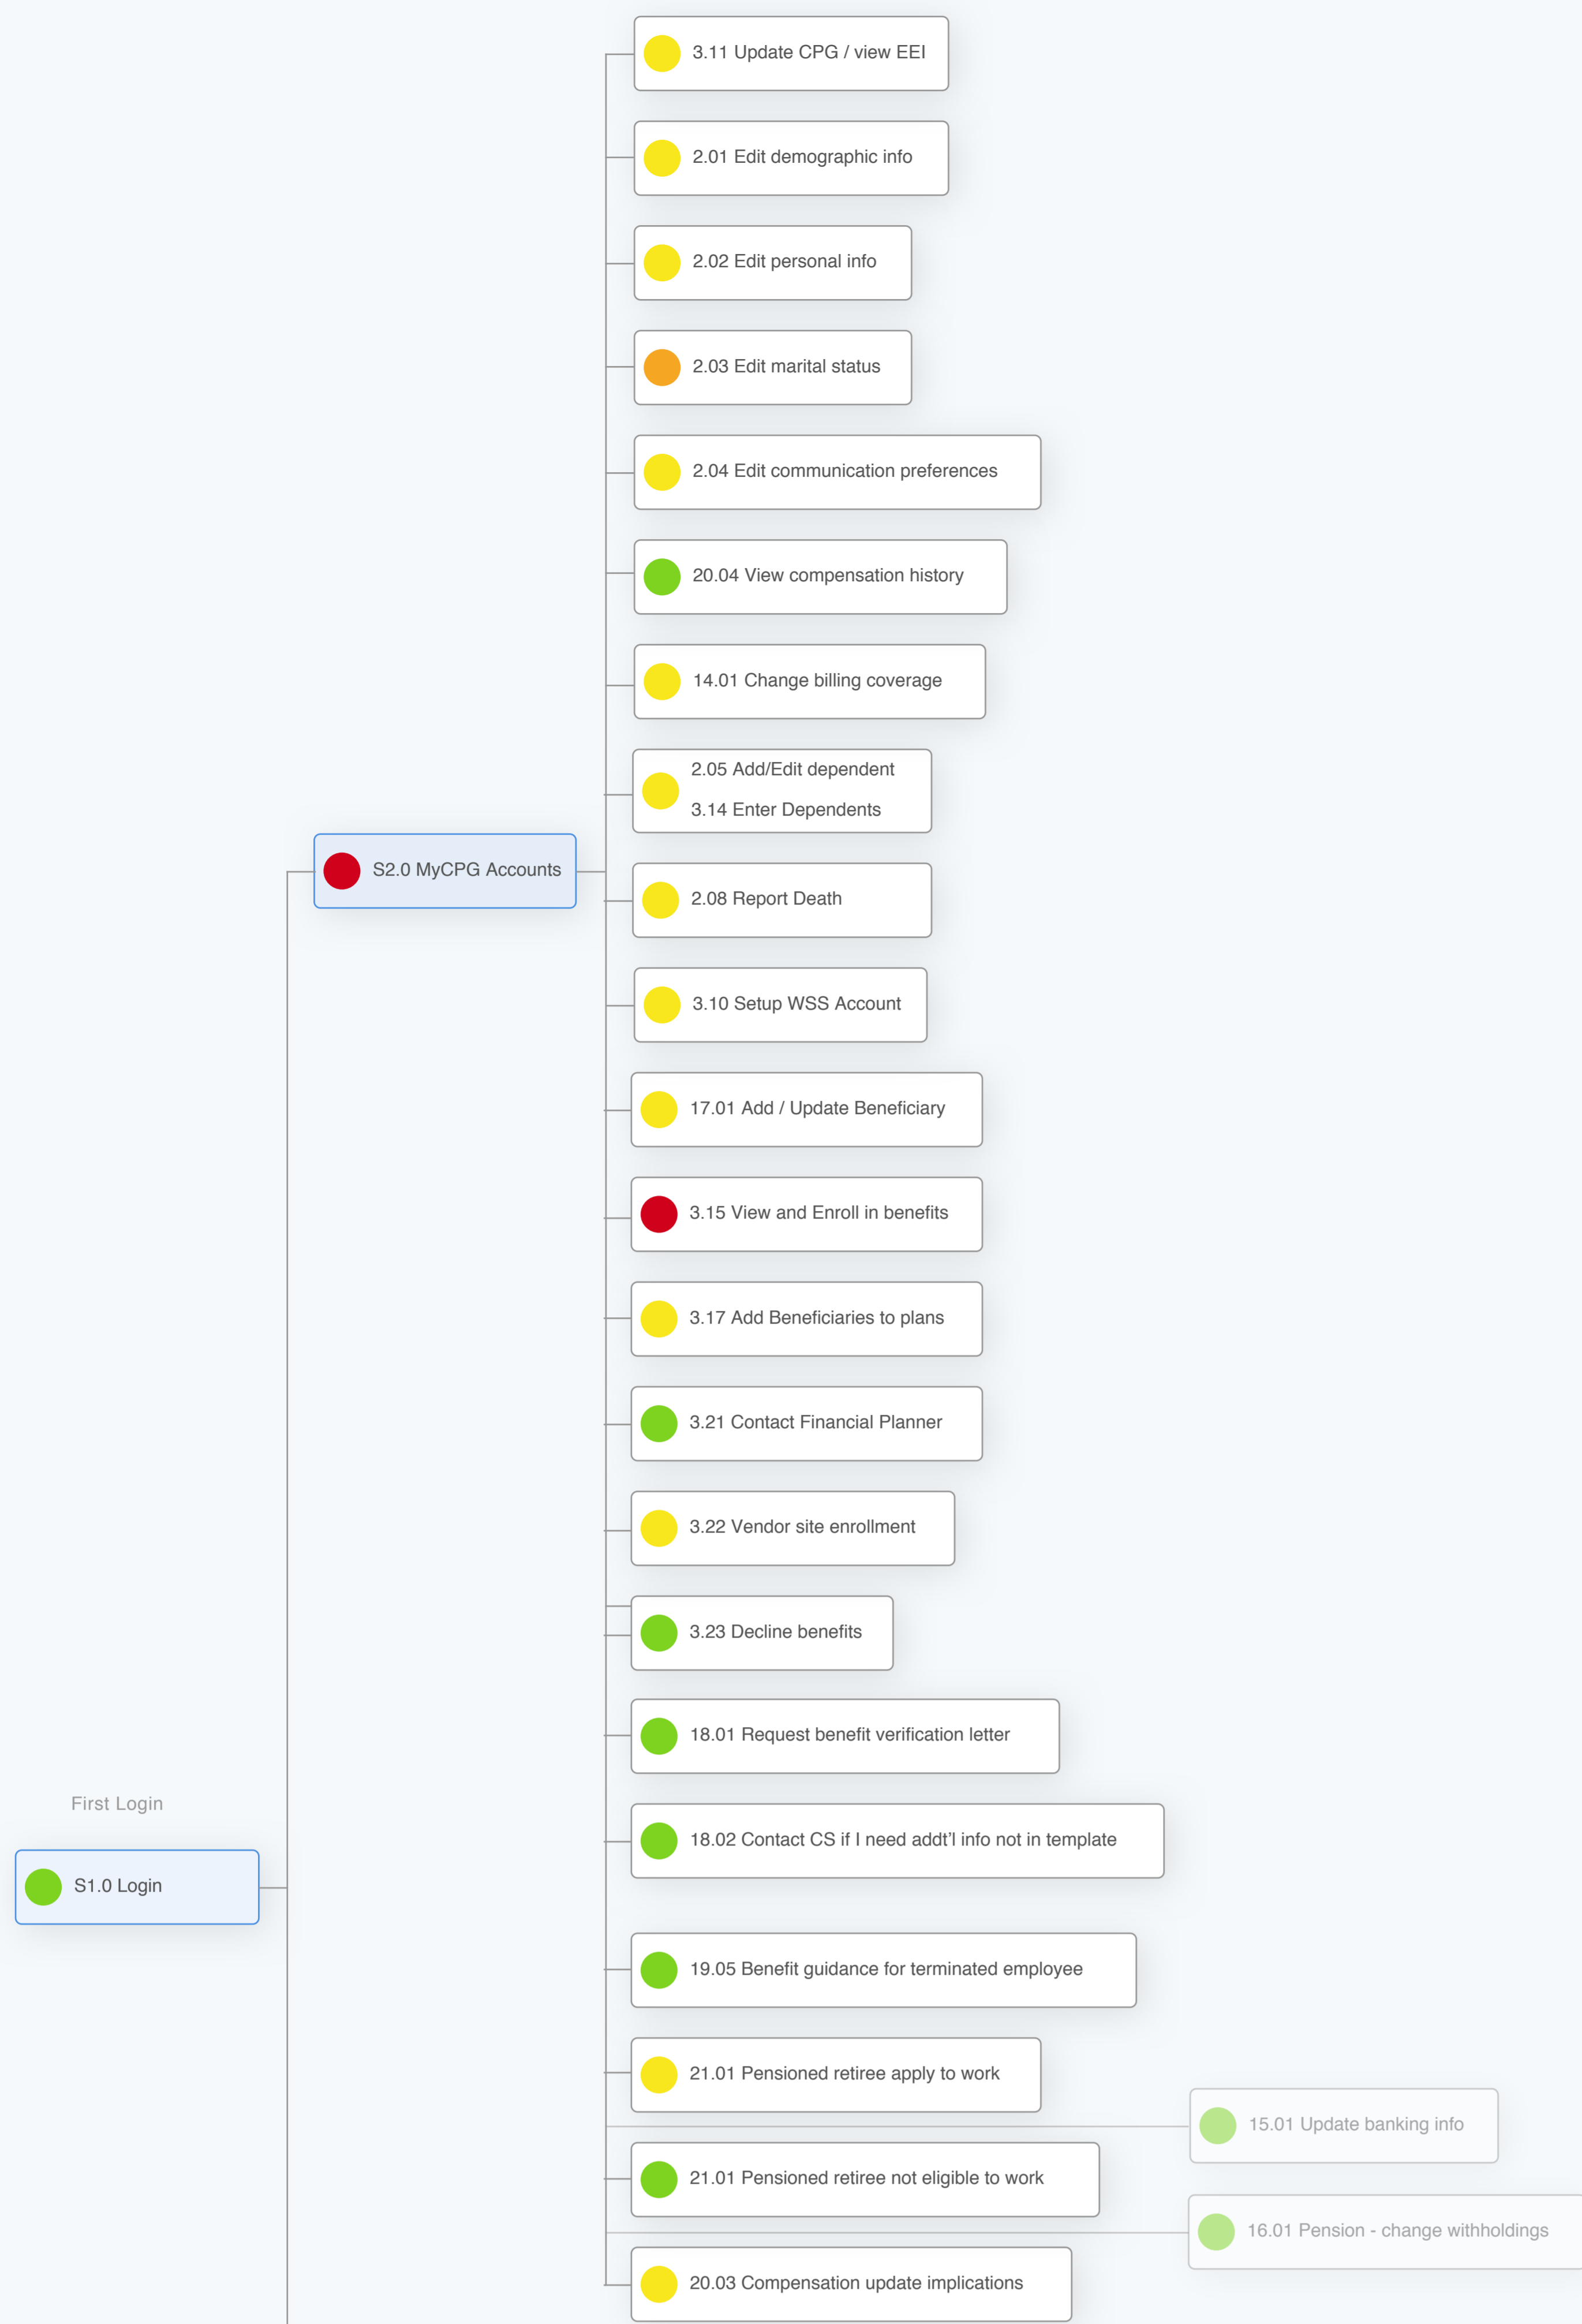 3.11 Update CPG / view EEI
2.01 Edit demographic info
2.02 Edit personal info
2.03 Edit marital status
2.04 Edit communication preferences
20.04 View compensation history
14.01 Change billing coverage
2.05 Add/Edit dependent
3.14 Enter Dependents
S2.0 MyCPG Accounts
2.08 Report Death
3.10 Setup WSS Account
17.01 Add / Update Beneficiary
3.15 View and Enroll in benefits
3.17 Add Beneficiaries to plans
3.21 Contact Financial Planner
3.22 Vendor site enrollment
3.23 Decline benefits
18.01 Request benefit verification letter
First Login
18.02 Contact CS if I need addt’l info not in template
S1.0 Login
19.05 Benefit guidance for terminated employee
21.01 Pensioned retiree apply to work
15.01 Update banking info
21.01 Pensioned retiree not eligible to work
16.01 Pension - change withholdings
20.03 Compensation update implications